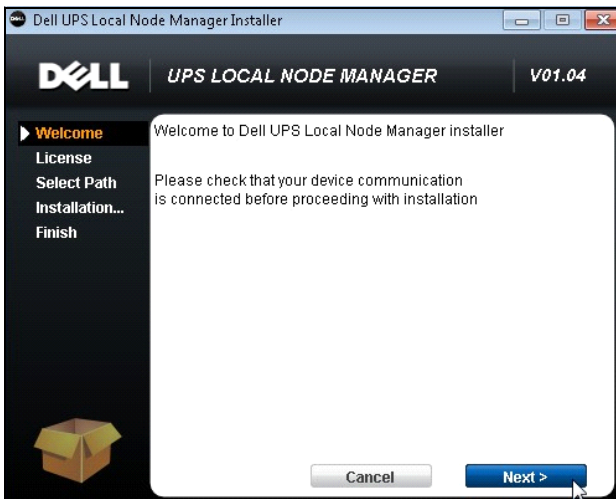 Dell UPS Local Node Manager Installer
DELL
UPS LOCAL NODE MANAGER
V01.04
Welcome
License
Select Path
Installation...
Finish
Welcome to Dell UPS Local Node Manager installer
Please check that your device communication
is connected before proceeding with installation
Cancel
Next >